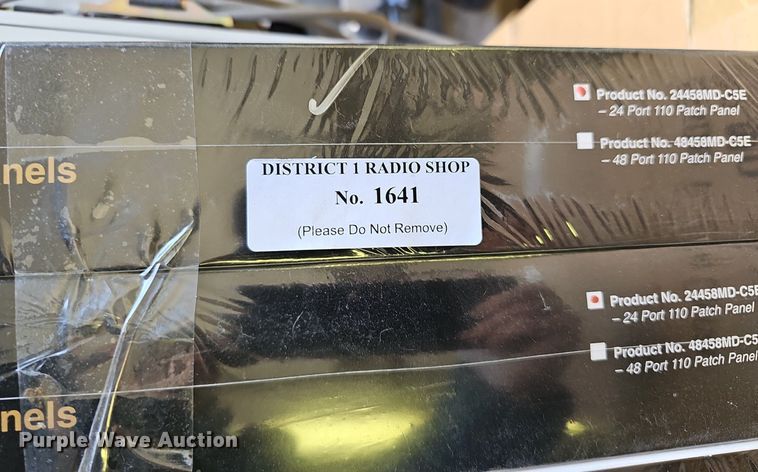 Product No. 24458MD-C5E
– 24 Port 110 Patch Panel
Product No. 48458MD-C5E
– 48 Port 110 Patch Panel
nels
DISTRICT 1 RADIO SHOP
No. 1641
(Please Do Not Remove)
Product No. 24458MD-C5E
– 24 Port 110 Patch Panel
Product No. 48458MD-C5
– 48 Port 110 Patch Panel
nels
Purple Wave Auction